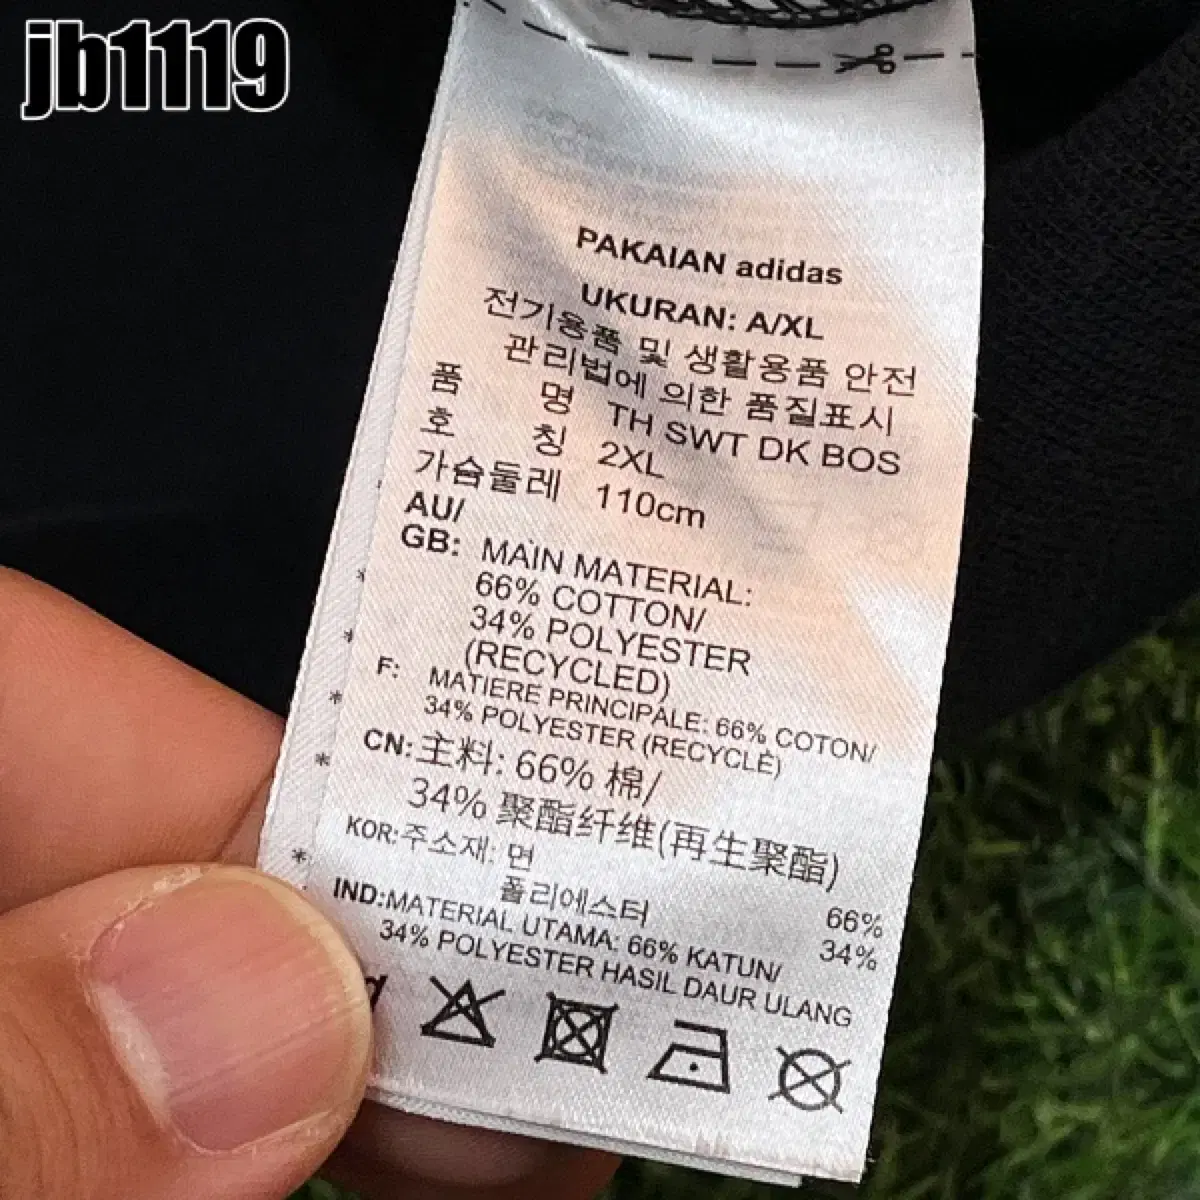 jb1119
PAKAIAN adidas
UKURAN: A/XL
전기용품 및 생활용품 안전
관리법에 의한 품질표시
품 명 TH SWT DK BOS
호 칭 2XL
가슴둘레 110cm
AU/
GB: MAIN MATERIAL:
66% COTTON/
34% POLYESTER
(RECYCLED)
F: MATIERE PRINCIPALE: 66% COTON/
34% POLYESTER (RECYCLÉ)
CN: 主料: 66% 棉/
34% 聚酯纤维(再生聚酯)
KOR: 주소재: 면 66%
폴리에스터 34%
IND: MATERIAL UTAMA: 66% KATUN/
34% POLYESTER HASIL DAUR ULANG